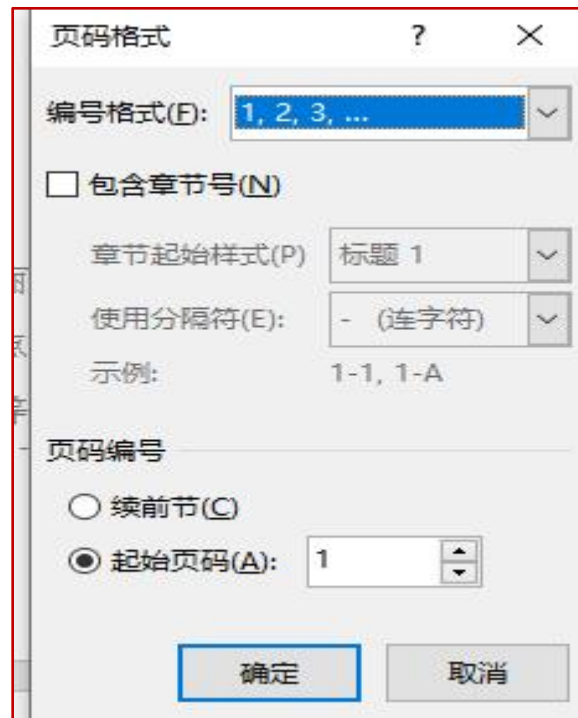 页码格式 ?
编号格式(F): 1, 2, 3, ...
包含章节号(N)
章节起始样式(P) 标题 1
使用分隔符(E): - (连字符)
示例: 1-1, 1-A
页码编号
续前节(C)
起始页码(A): 1
确定 取消